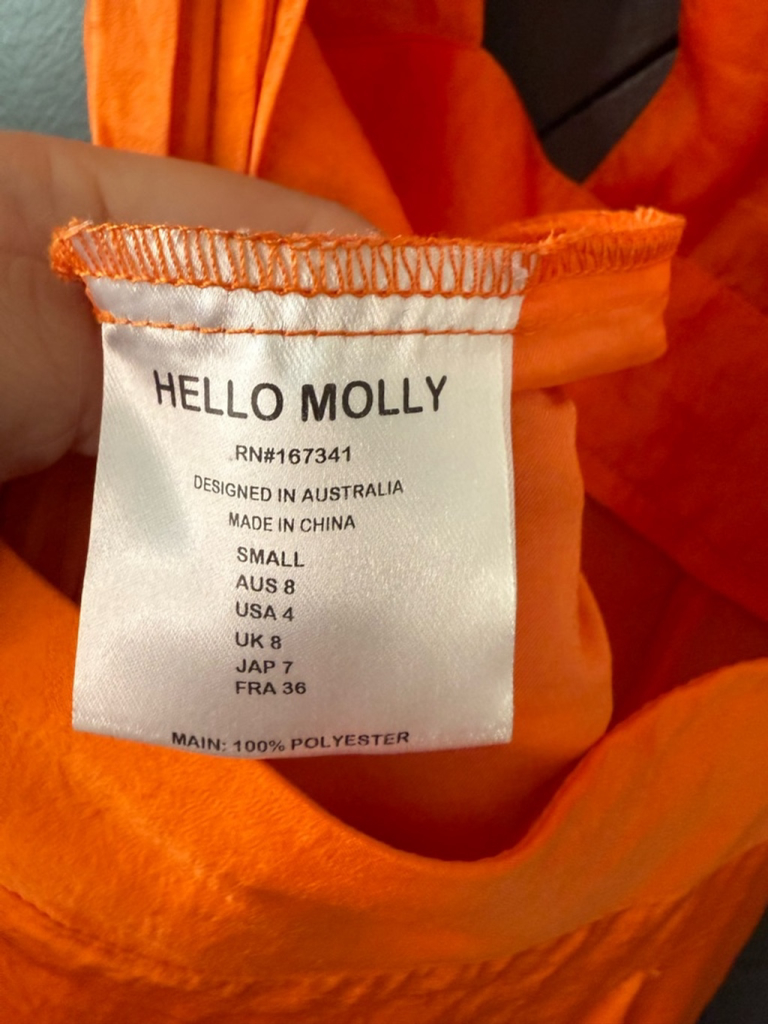 HELLO MOLLY
RN#167341
DESIGNED IN AUSTRALIA
MADE IN CHINA
SMALL
AUS 8
USA 4
UK 8
JAP 7
FRA 36
MAIN: 100% POLYESTER